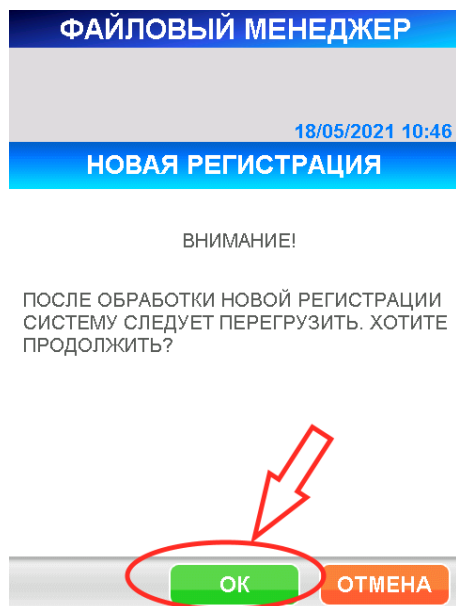 ФАЙЛОВЫЙ МЕНЕДЖЕР
18/05/2021 10:46
НОВАЯ РЕГИСТРАЦИЯ
ВНИМАНИЕ!
ПОСЛЕ ОБРАБОТКИ НОВОЙ РЕГИСТРАЦИИ
СИСТЕМУ СЛЕДУЕТ ПЕРЕГРУЗИТЬ. ХОТИТЕ
ПРОДОЛЖИТЬ?
ОК ОТМЕНА